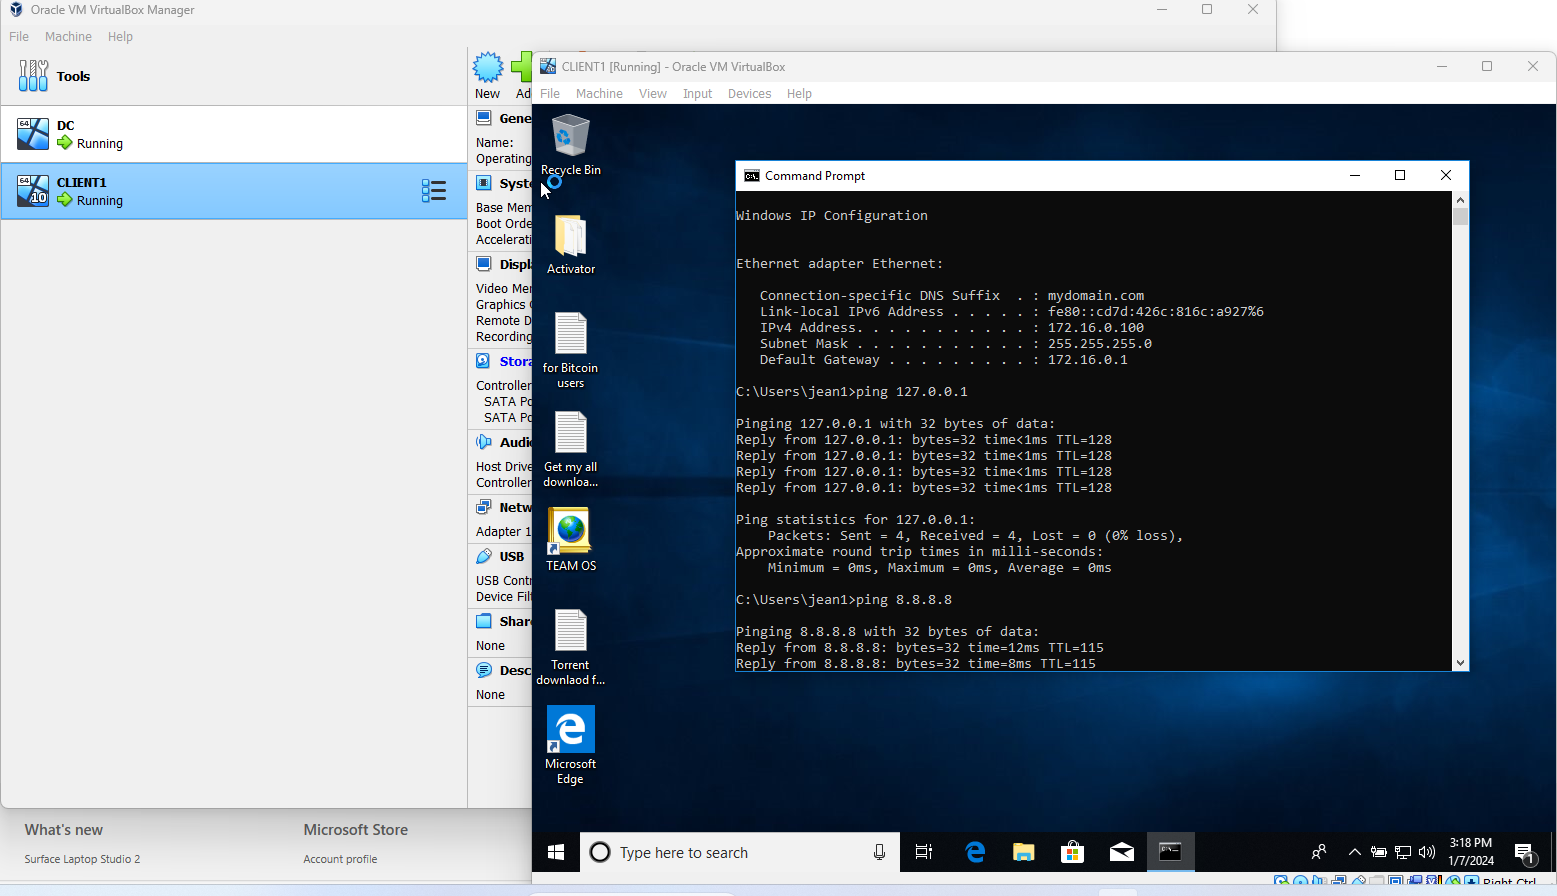 Oracle VM VirtualBox Manager
File Machine Help
Tools
New Ad
DC
Running
CLIENT1
Running
Gene
Name:
Operating
Syste
Base Mem
Boot Orde
Accelerati
Displ
Video Mem
Graphics
Remote D
Recording
Stora
Controller
SATA Po
SATA Po
Audi
Host Drive
Controller
Netw
Adapter 1
USB
USB Contr
Device Filt
Share
None
Desc
None
What's new
Surface Laptop Studio 2
Microsoft Store
Account profile
CLIENT1 [Running] - Oracle VM VirtualBox
File Machine View Input Devices Help
Recycle Bin
Activator
for Bitcoin
users
Get my all
downloa...
TEAM OS
Torrent
downlaod f...
Microsoft
Edge
Command Prompt
Windows IP Configuration
Ethernet adapter Ethernet:
Connection-specific DNS Suffix . : mydomain.com
Link-local IPv6 Address . . . . . : fe80::cd7d:426c:816c:a927%6
IPv4 Address. . . . . . . . . . . : 172.16.0.100
Subnet Mask . . . . . . . . . . . : 255.255.255.0
Default Gateway . . . . . . . . . : 172.16.0.1
C:\Users\jean1>ping 127.0.0.1
Pinging 127.0.0.1 with 32 bytes of data:
Reply from 127.0.0.1: bytes=32 time<1ms TTL=128
Reply from 127.0.0.1: bytes=32 time<1ms TTL=128
Reply from 127.0.0.1: bytes=32 time<1ms TTL=128
Reply from 127.0.0.1: bytes=32 time<1ms TTL=128
Ping statistics for 127.0.0.1:
Packets: Sent = 4, Received = 4, Lost = 0 (0% loss),
Approximate round trip times in milli-seconds:
Minimum = 0ms, Maximum = 0ms, Average = 0ms
C:\Users\jean1>ping 8.8.8.8
Pinging 8.8.8.8 with 32 bytes of data:
Reply from 8.8.8.8: bytes=32 time=12ms TTL=115
Reply from 8.8.8.8: bytes=32 time=8ms TTL=115
Type here to search
3:18 PM
1/7/2024
1
Right Ctrl